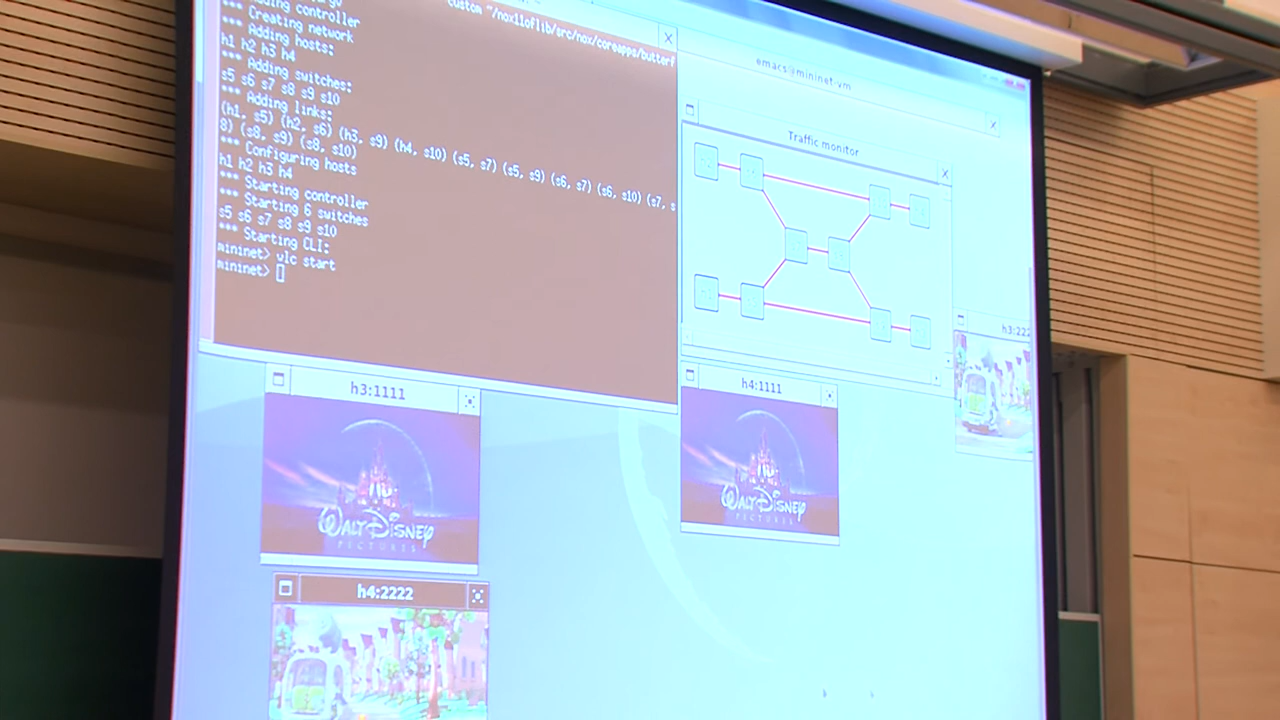 custom ~/nox11oflib/src/nox/coreapps/butterf
controller
*** Creating network
*** Adding hosts:
h1 h2 h3 h4
*** Adding switches:
s5 s6 s7 s8 s9 s10
*** Adding links:
(h1, s5) (h2, s6) (h3, s9) (h4, s10) (s5, s7) (s5, s9) (s6, s7) (s6, s10) (s7, s
8) (s8, s9) (s8, s10)
*** Configuring hosts
h1 h2 h3 h4
*** Starting controller
*** Starting 6 switches
s5 s6 s7 s8 s9 s10
*** Starting CLI:
mininet> vlc start
mininet>
emacs@mininet-vm
Traffic monitor
h3:222
h3:1111
WALT DISNEY
PICTURES
h4:1111
WALT DISNEY
PICTURES
h4:2222